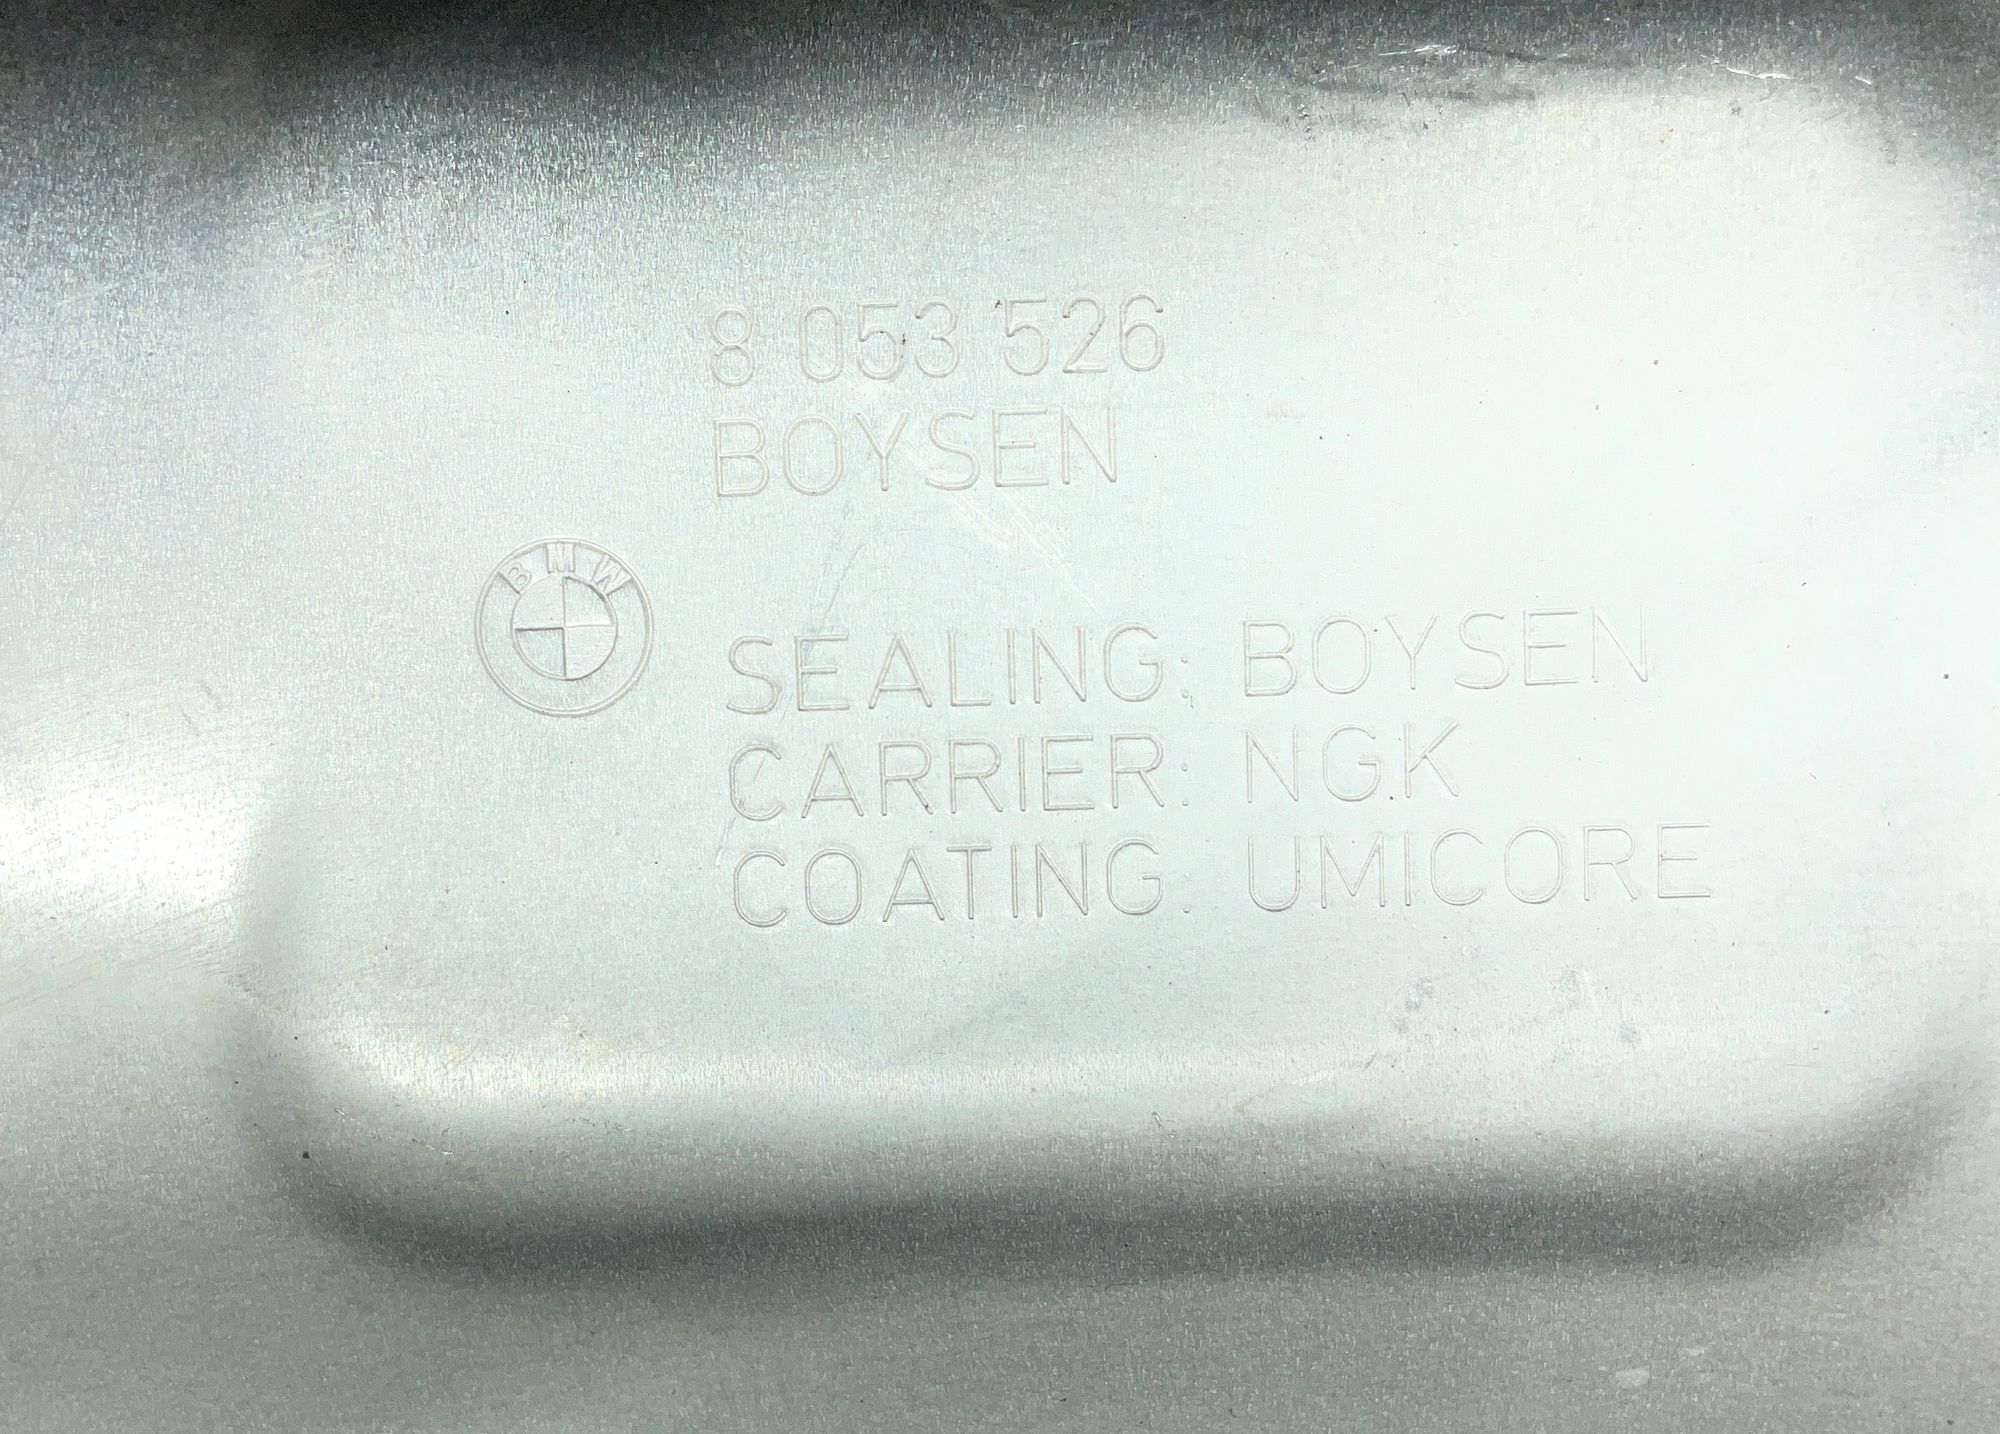 8 053 526
BOYSEN
BMW
SEALING: BOYSEN
CARRIER: NGK
COATING: UMICORE